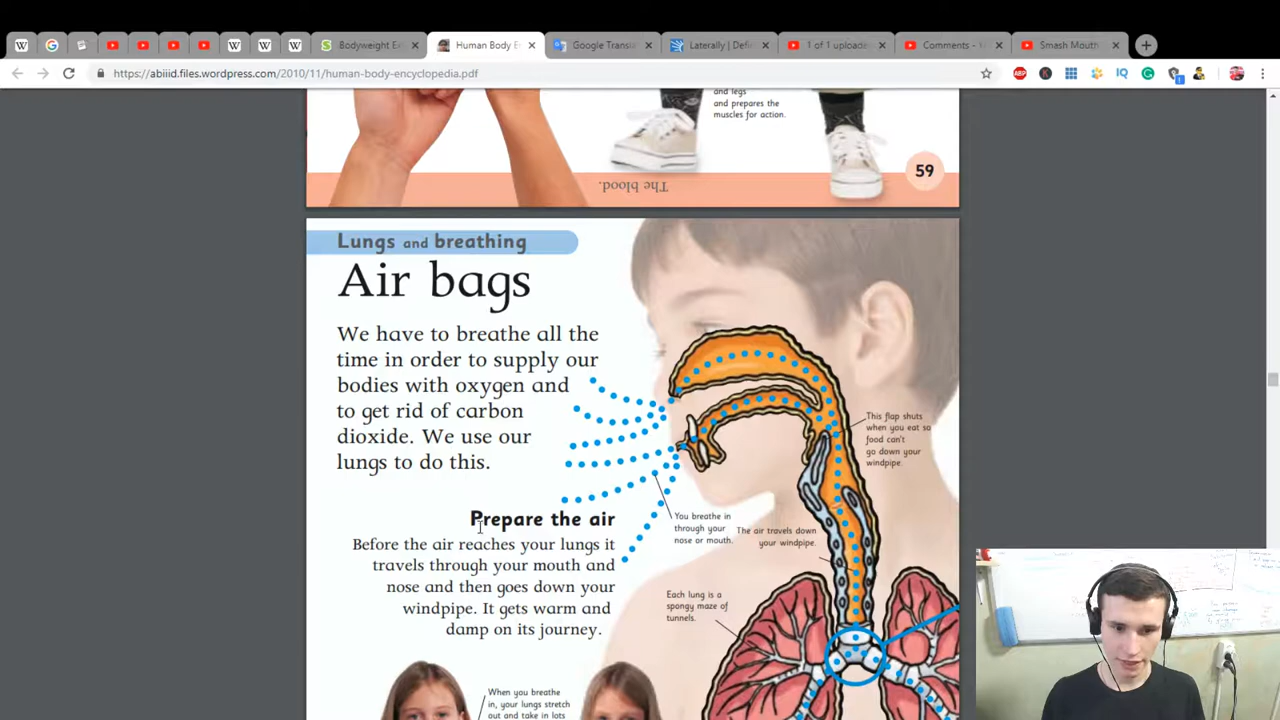 W
G
W
W
W
S
Bodyweight Ex
×
Human Body En
×
Google Transl
×
Laterally | Defi
×
1 of 1 uploade
×
Comments - Yo
×
Smash Mouth
×
https://abiiid.files.wordpress.com/2010/11/human-body-encyclopedia.pdf
ABP
K
IQ
G
1
and legs
and prepares the
muscles for action.
The blood.
59
Lungs and breathing
Air bags
We have to breathe all the
time in order to supply our
bodies with oxygen and
to get rid of carbon
dioxide. We use our
lungs to do this.
This flap shuts
when you eat so
food can't
go down your
windpipe.
Prepare the air
Before the air reaches your lungs it
travels through your mouth and
nose and then goes down your
windpipe. It gets warm and
damp on its journey.
You breathe in
through your
nose or mouth.
The air travels down
your windpipe.
Each lung is a
spongy maze of
tunnels.
When you breathe
in, your lungs stretch
out and take in lots